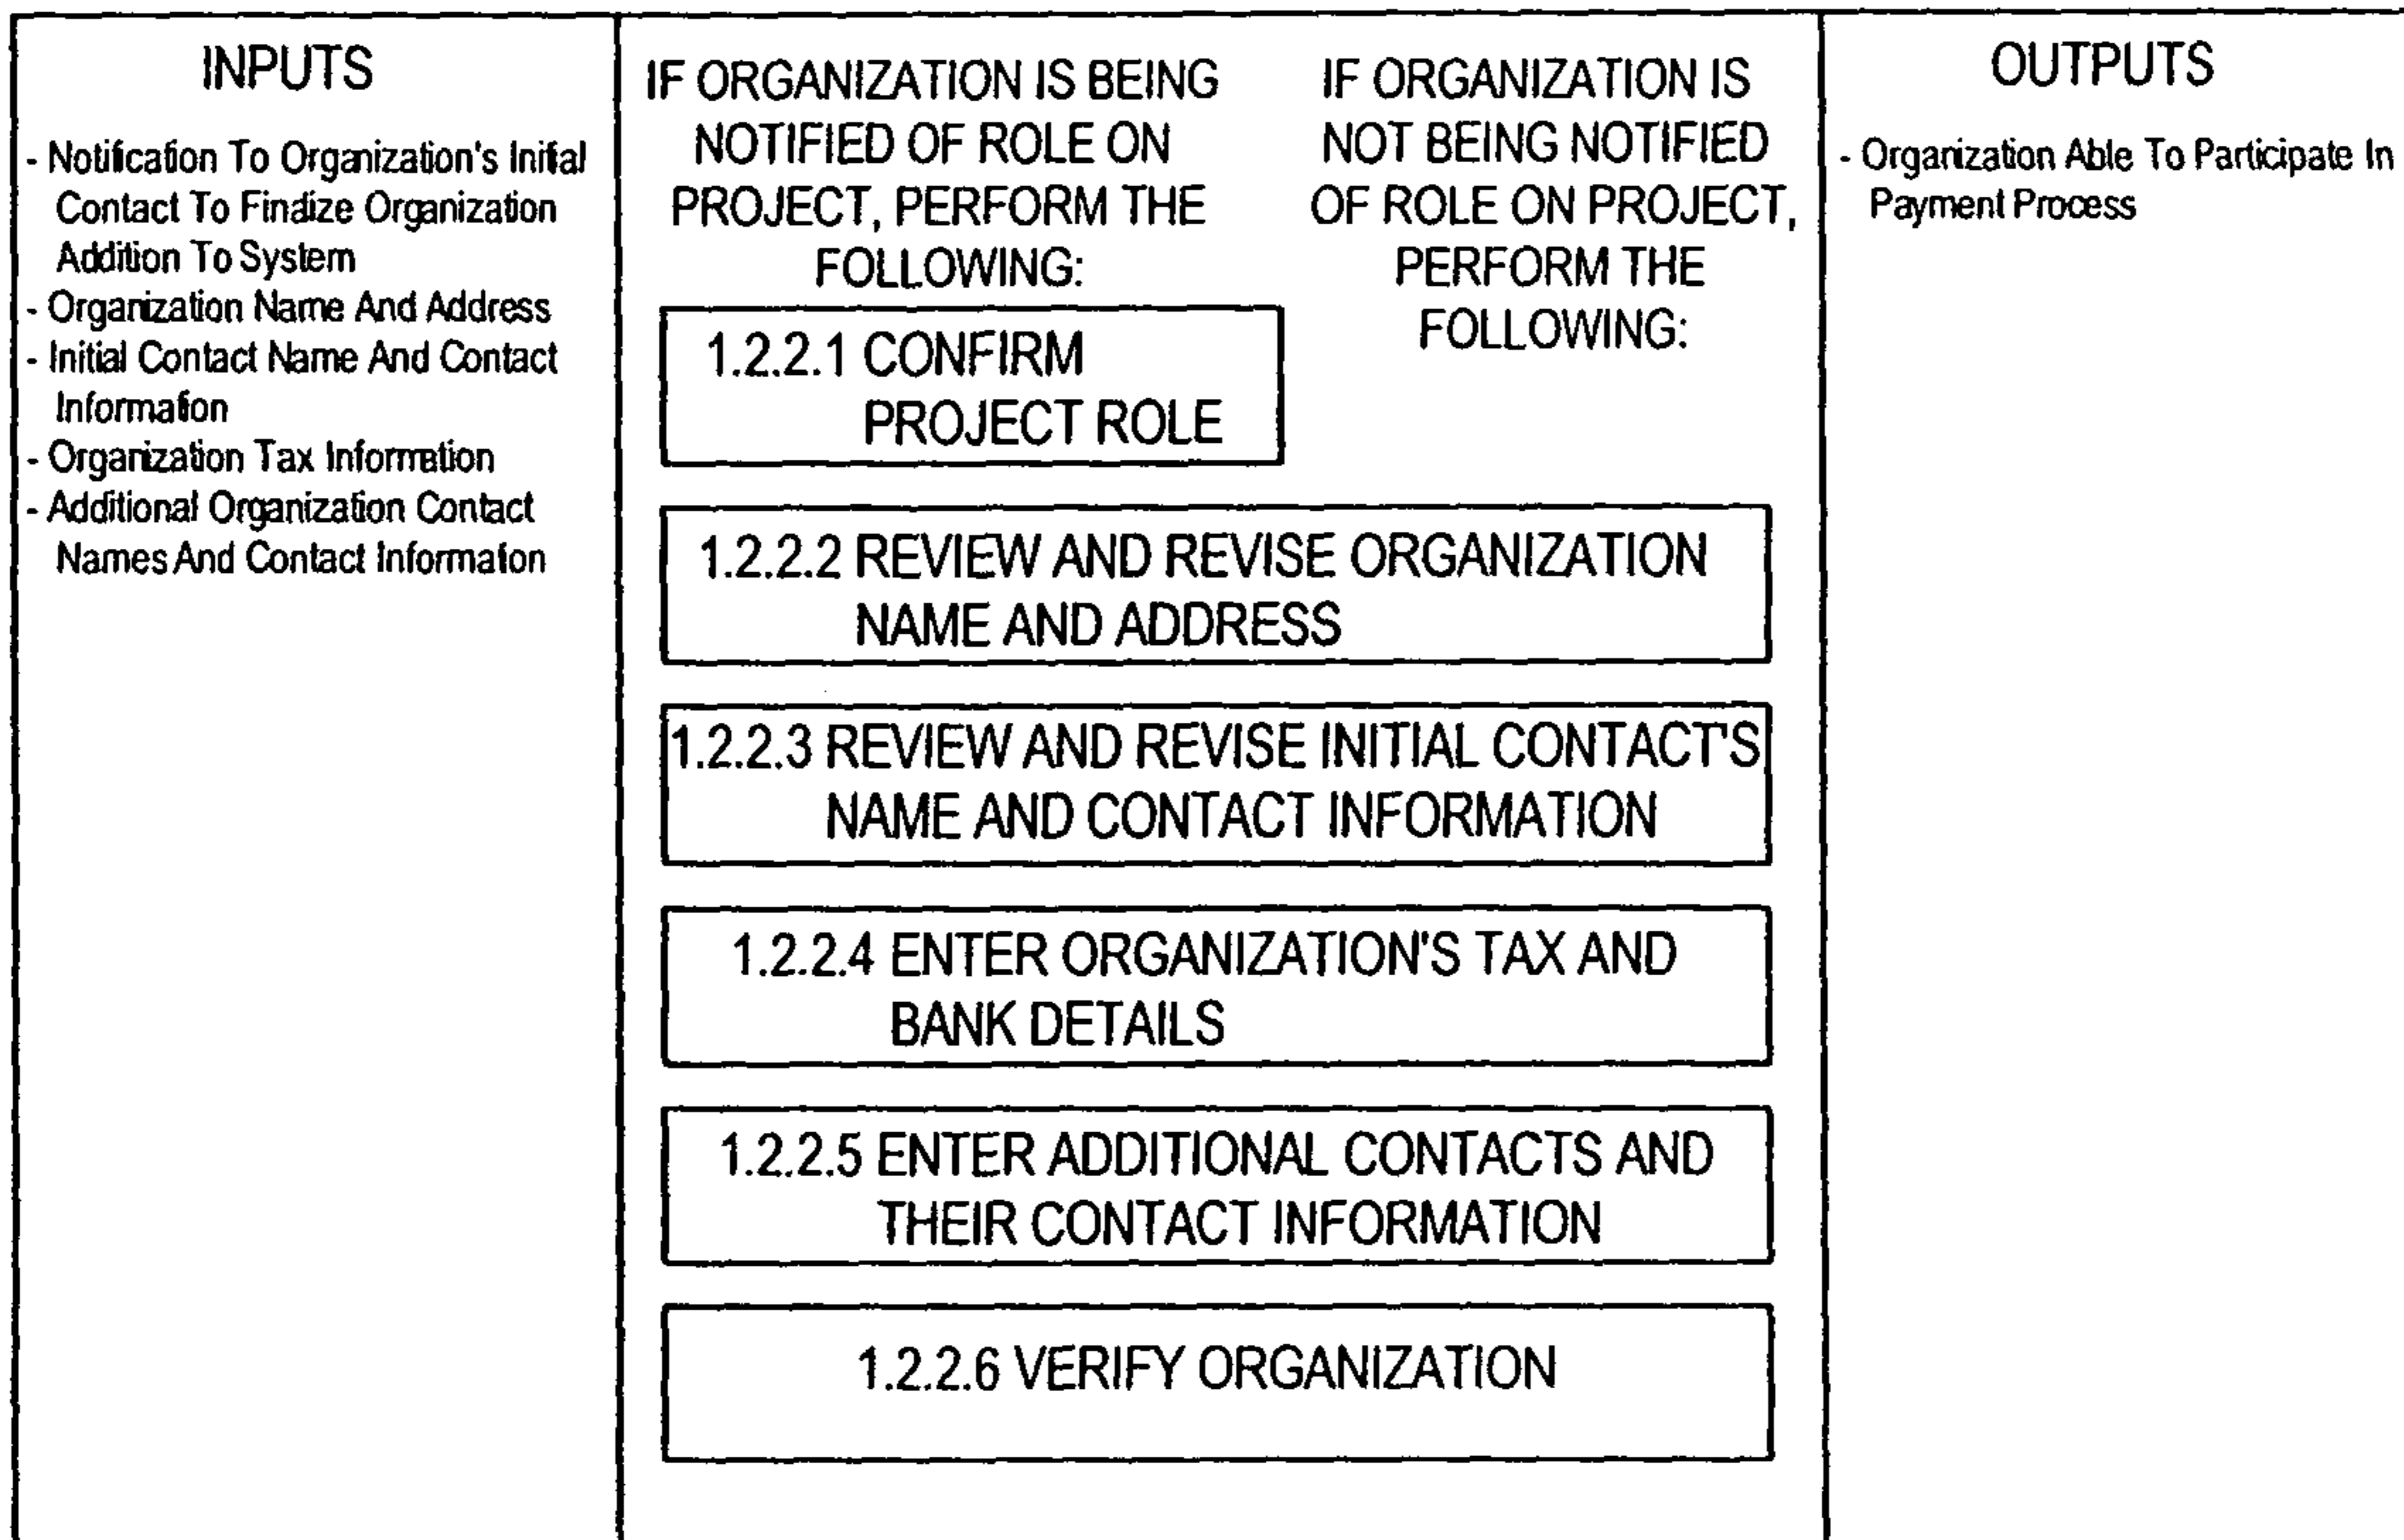 INPUTS
- Notification To Organization's Initial
Contact To Finalize Organization
Addition To System
- Organization Name And Address
- Initial Contact Name And Contact
Information
- Organization Tax Information
- Additional Organization Contact
Names And Contact Information
IF ORGANIZATION IS BEING
NOTIFIED OF ROLE ON
PROJECT, PERFORM THE
FOLLOWING:
IF ORGANIZATION IS
NOT BEING NOTIFIED
OF ROLE ON PROJECT,
PERFORM THE
FOLLOWING:
1.2.2.1 CONFIRM
PROJECT ROLE
1.2.2.2 REVIEW AND REVISE ORGANIZATION
NAME AND ADDRESS
1.2.2.3 REVIEW AND REVISE INITIAL CONTACT'S
NAME AND CONTACT INFORMATION
1.2.2.4 ENTER ORGANIZATION'S TAX AND
BANK DETAILS
1.2.2.5 ENTER ADDITIONAL CONTACTS AND
THEIR CONTACT INFORMATION
1.2.2.6 VERIFY ORGANIZATION
OUTPUTS
- Organization Able To Participate In
Payment Process